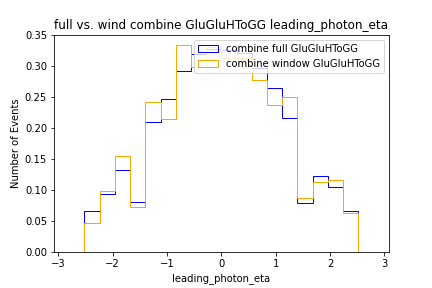 full vs. wind combine GluGluHToGG leading_photon_eta
combine full GluGluHToGG
combine window GluGluHToGG
Number of Events
0.35
0.30
0.25
0.20
0.15
0.10
0.05
0.00
−3 −2 −1 0 1 2 3
leading_photon_eta